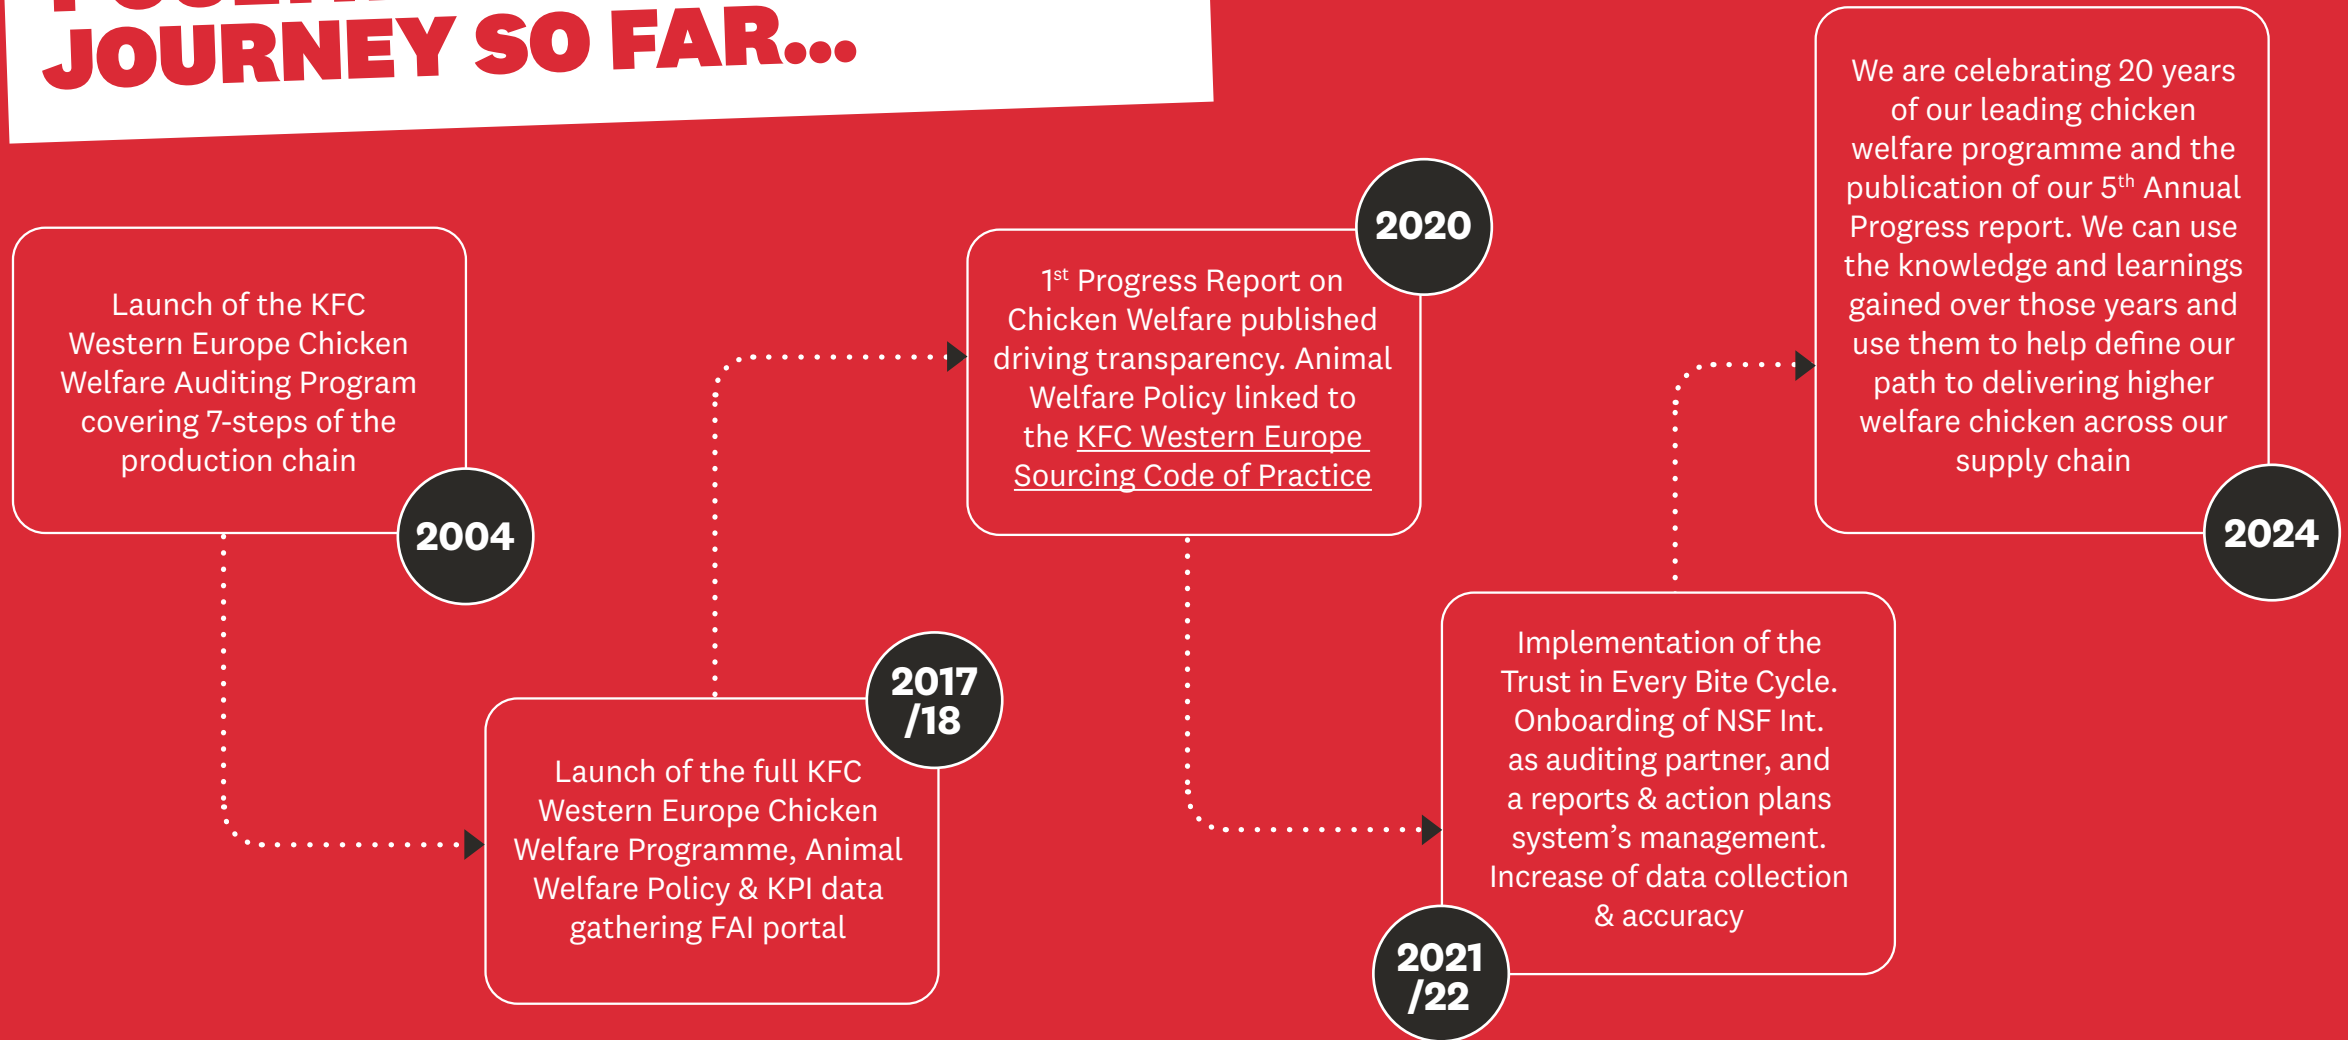 JOURNEY SO FAR...
Launch of the KFC
Western Europe Chicken
Welfare Auditing Program
covering 7-steps of the
production chain
2004
2017
/18
Launch of the full KFC
Western Europe Chicken
Welfare Programme, Animal
Welfare Policy & KPI data
gathering FAI portal
2020
1st Progress Report on
Chicken Welfare published
driving transparency. Animal
Welfare Policy linked to
the KFC Western Europe
Sourcing Code of Practice
Implementation of the
Trust in Every Bite Cycle.
Onboarding of NSF Int.
as auditing partner, and
a reports & action plans
system’s management.
Increase of data collection
& accuracy
2021
/22
We are celebrating 20 years
of our leading chicken
welfare programme and the
publication of our 5th Annual
Progress report. We can use
the knowledge and learnings
gained over those years and
use them to help define our
path to delivering higher
welfare chicken across our
supply chain
2024